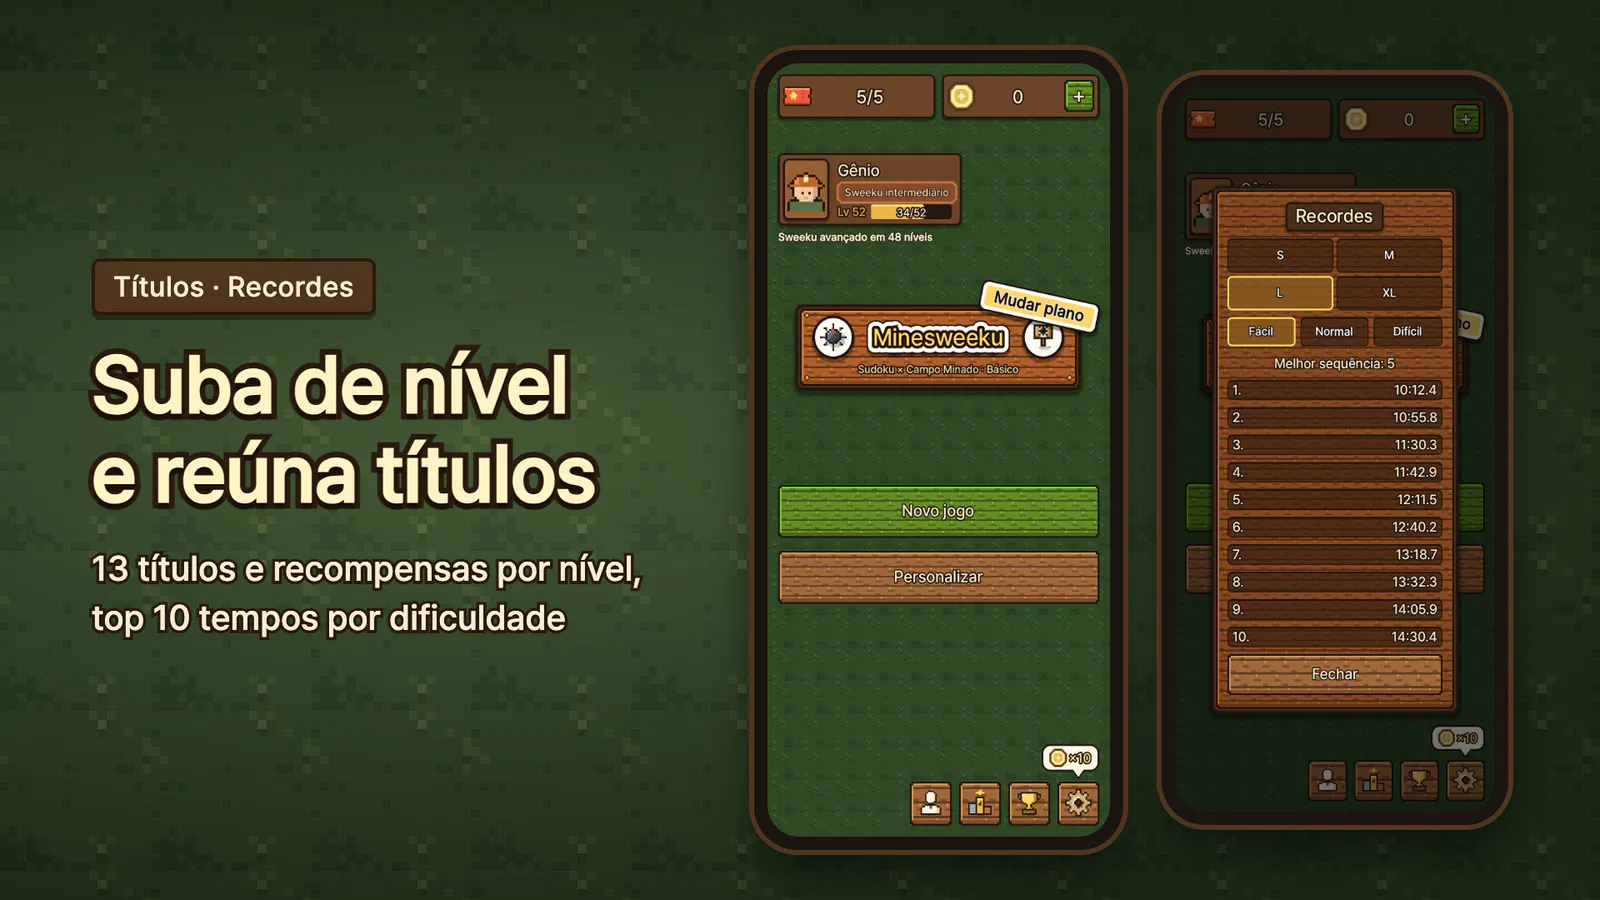 Títulos · Recordes
Suba de nível
e reúna títulos
13 títulos e recompensas por nível,
top 10 tempos por dificuldade
5/5
0
+
Gênio
Sweeku intermediário
Lv 52
34/52
Sweeku avançado em 48 níveis
Mudar plano
Minesweeku
Sudoku × Campo Minado · Básico
Novo jogo
Personalizar
×10
5/5
0
+
Recordes
S
M
L
XL
Fácil
Normal
Difícil
Melhor sequência: 5
1. 10:12.4
2. 10:55.8
3. 11:30.3
4. 11:42.9
5. 12:11.5
6. 12:40.2
7. 13:18.7
8. 13:32.3
9. 14:05.9
10. 14:30.4
Fechar
×10